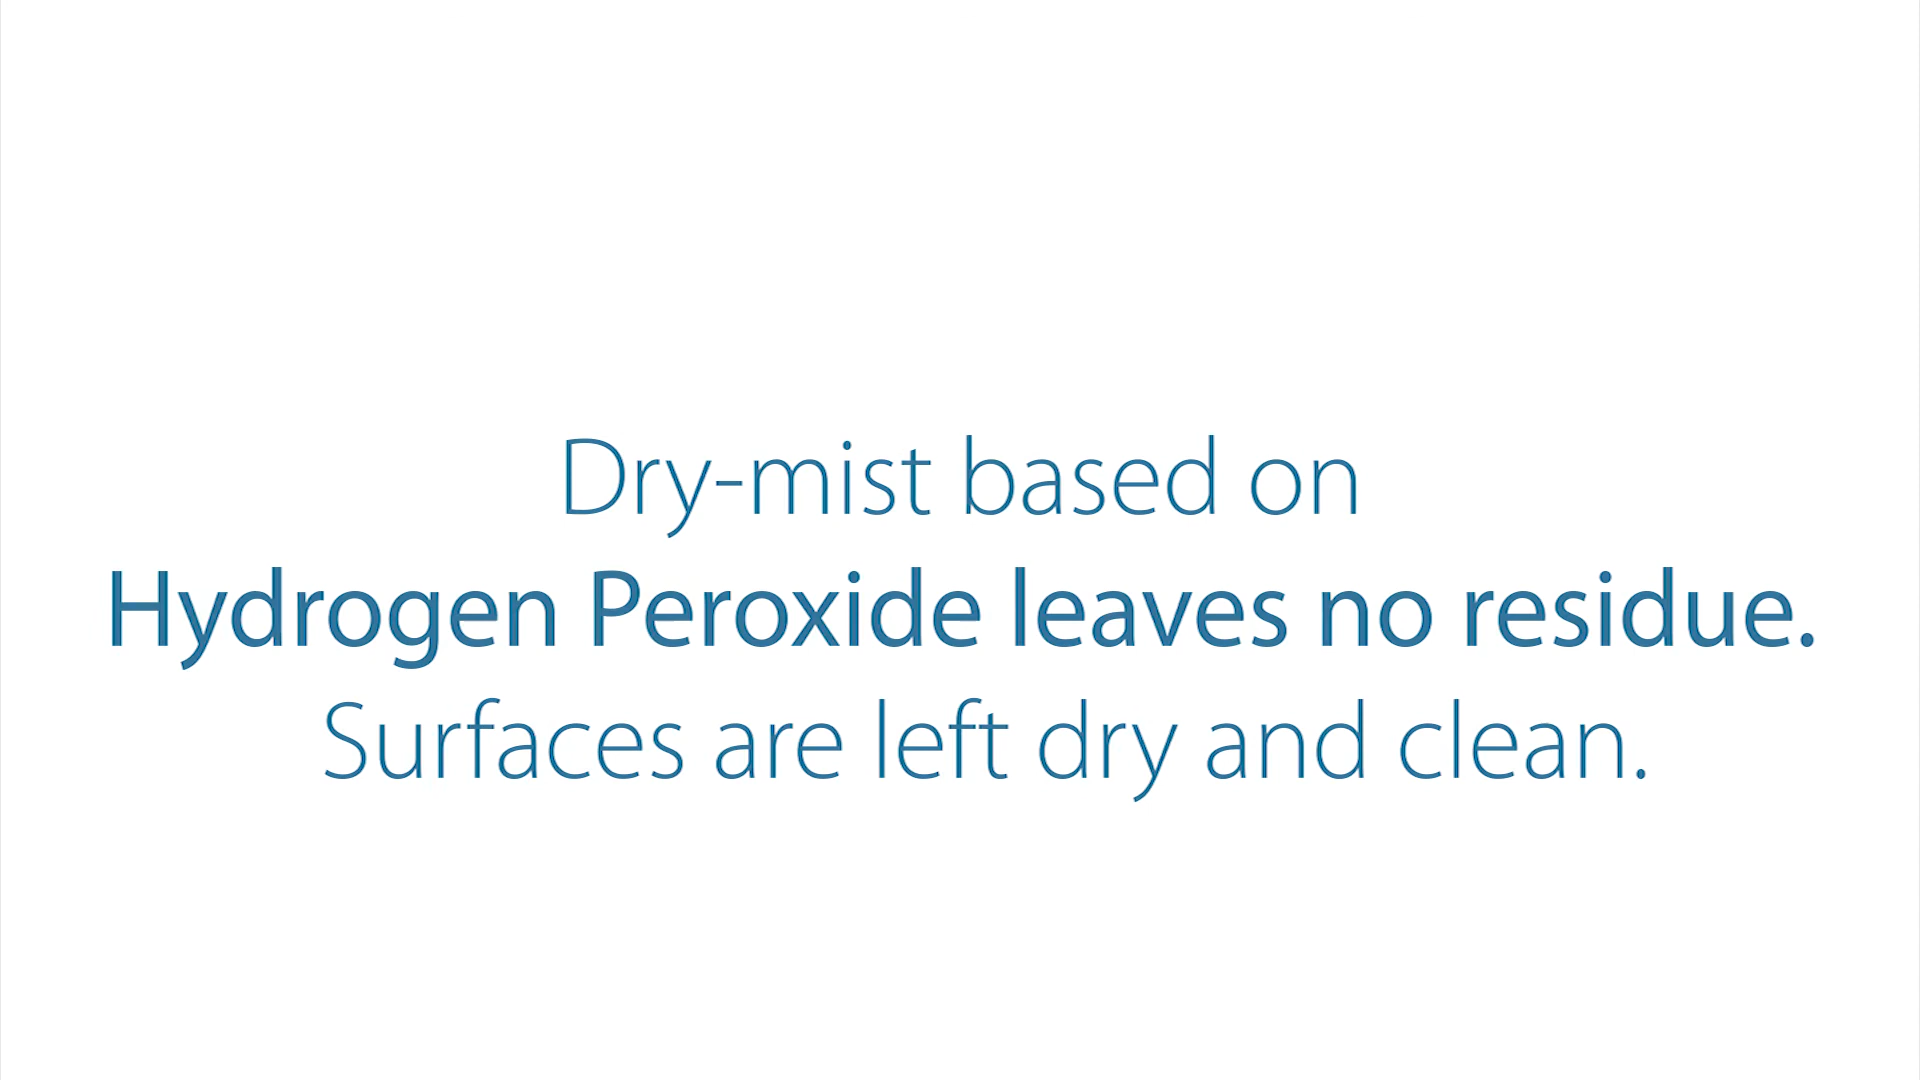 Dry-mist based on
Hydrogen Peroxide leaves no residue.
Surfaces are left dry and clean.